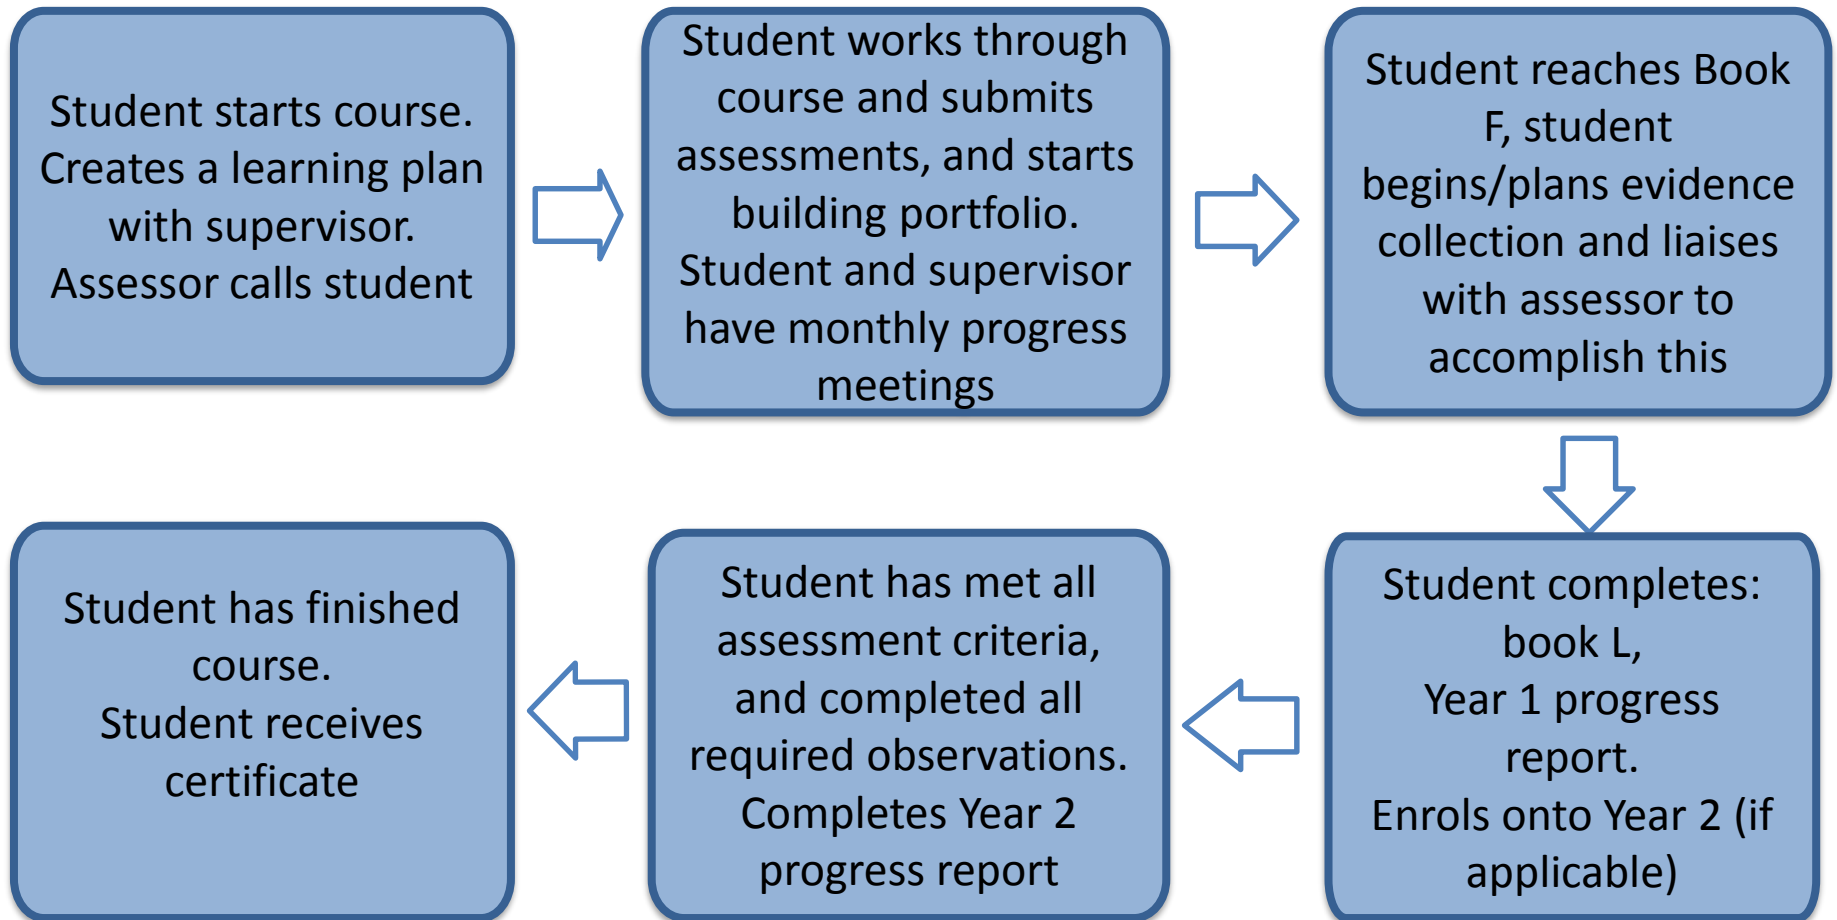 Student starts course.
Creates a learning plan
with supervisor.
Assessor calls student
Student works through
course and submits
assessments, and starts
building portfolio.
Student and supervisor
have monthly progress
meetings
Student reaches Book
F, student
begins/plans evidence
collection and liaises
with assessor to
accomplish this
Student completes:
book L,
Year 1 progress
report.
Enrols onto Year 2 (if
applicable)
Student has met all
assessment criteria,
and completed all
required observations.
Completes Year 2
progress report
Student has finished
course.
Student receives
certificate